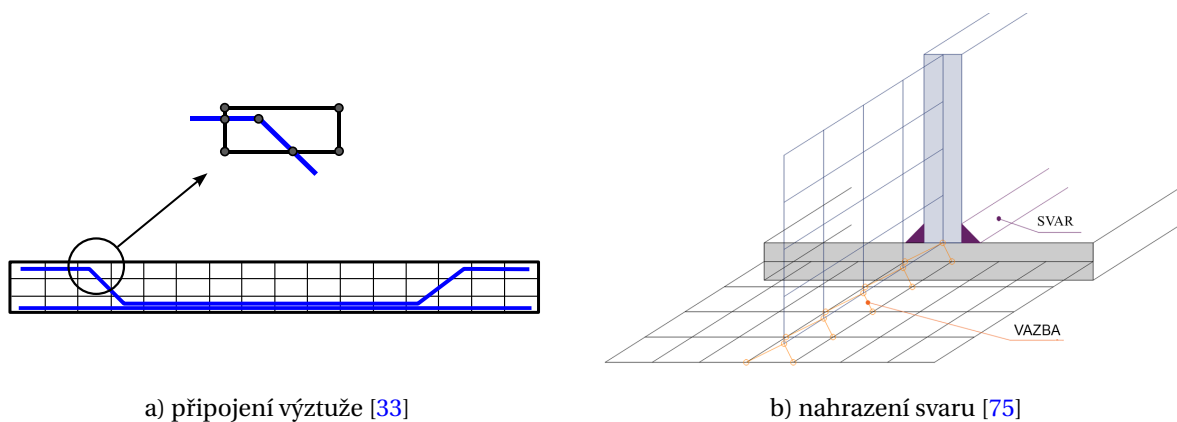 SVAR
VAZBA
a) připojení výztuže [33]
b) nahrazení svaru [75]